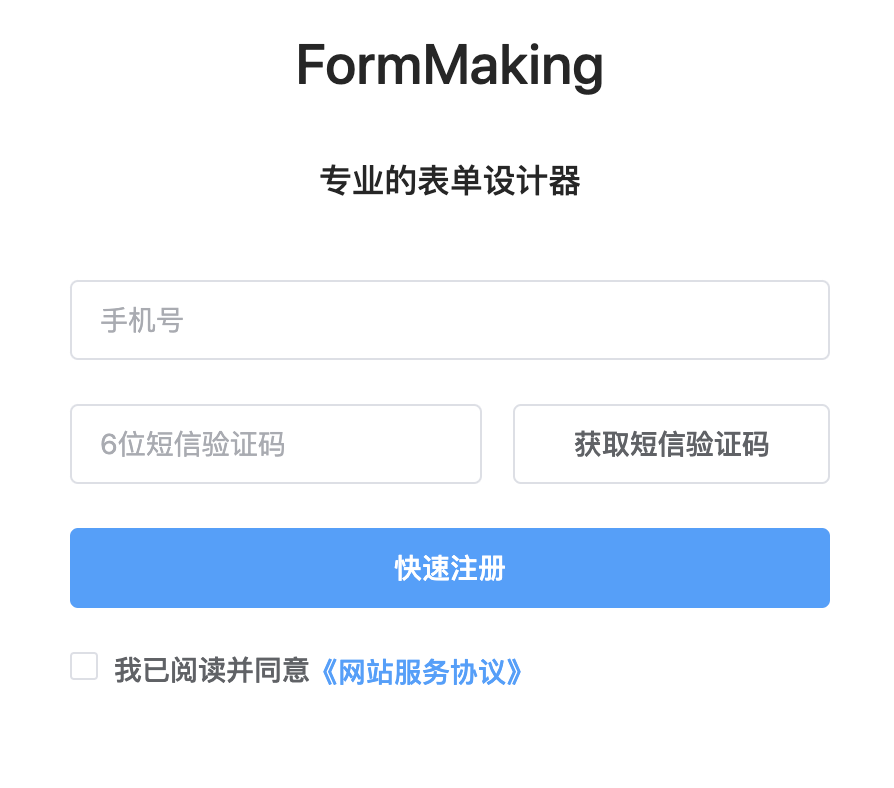 FormMaking
专业的表单设计器
手机号
6位短信验证码 获取短信验证码
快速注册
我已阅读并同意《网站服务协议》